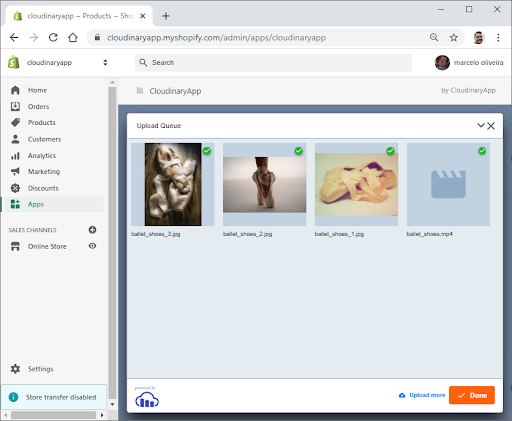 cloudinaryapp ~ Products ~ Shop
cloudinaryapp.myshopify.com/admin/apps/cloudinaryapp
cloudinaryapp
Search
marcelo oliveira
Home
Orders
Products
Customers
Analytics
Marketing
Discounts
Apps
SALES CHANNELS
Online Store
Settings
Store transfer disabled
CloudinaryApp
by CloudinaryApp
Upload Queue
ballet_shoes_3.jpg
ballet_shoes_2.jpg
ballet_shoes_1.jpg
ballet_shoes.mp4
powered by
Upload more
Done